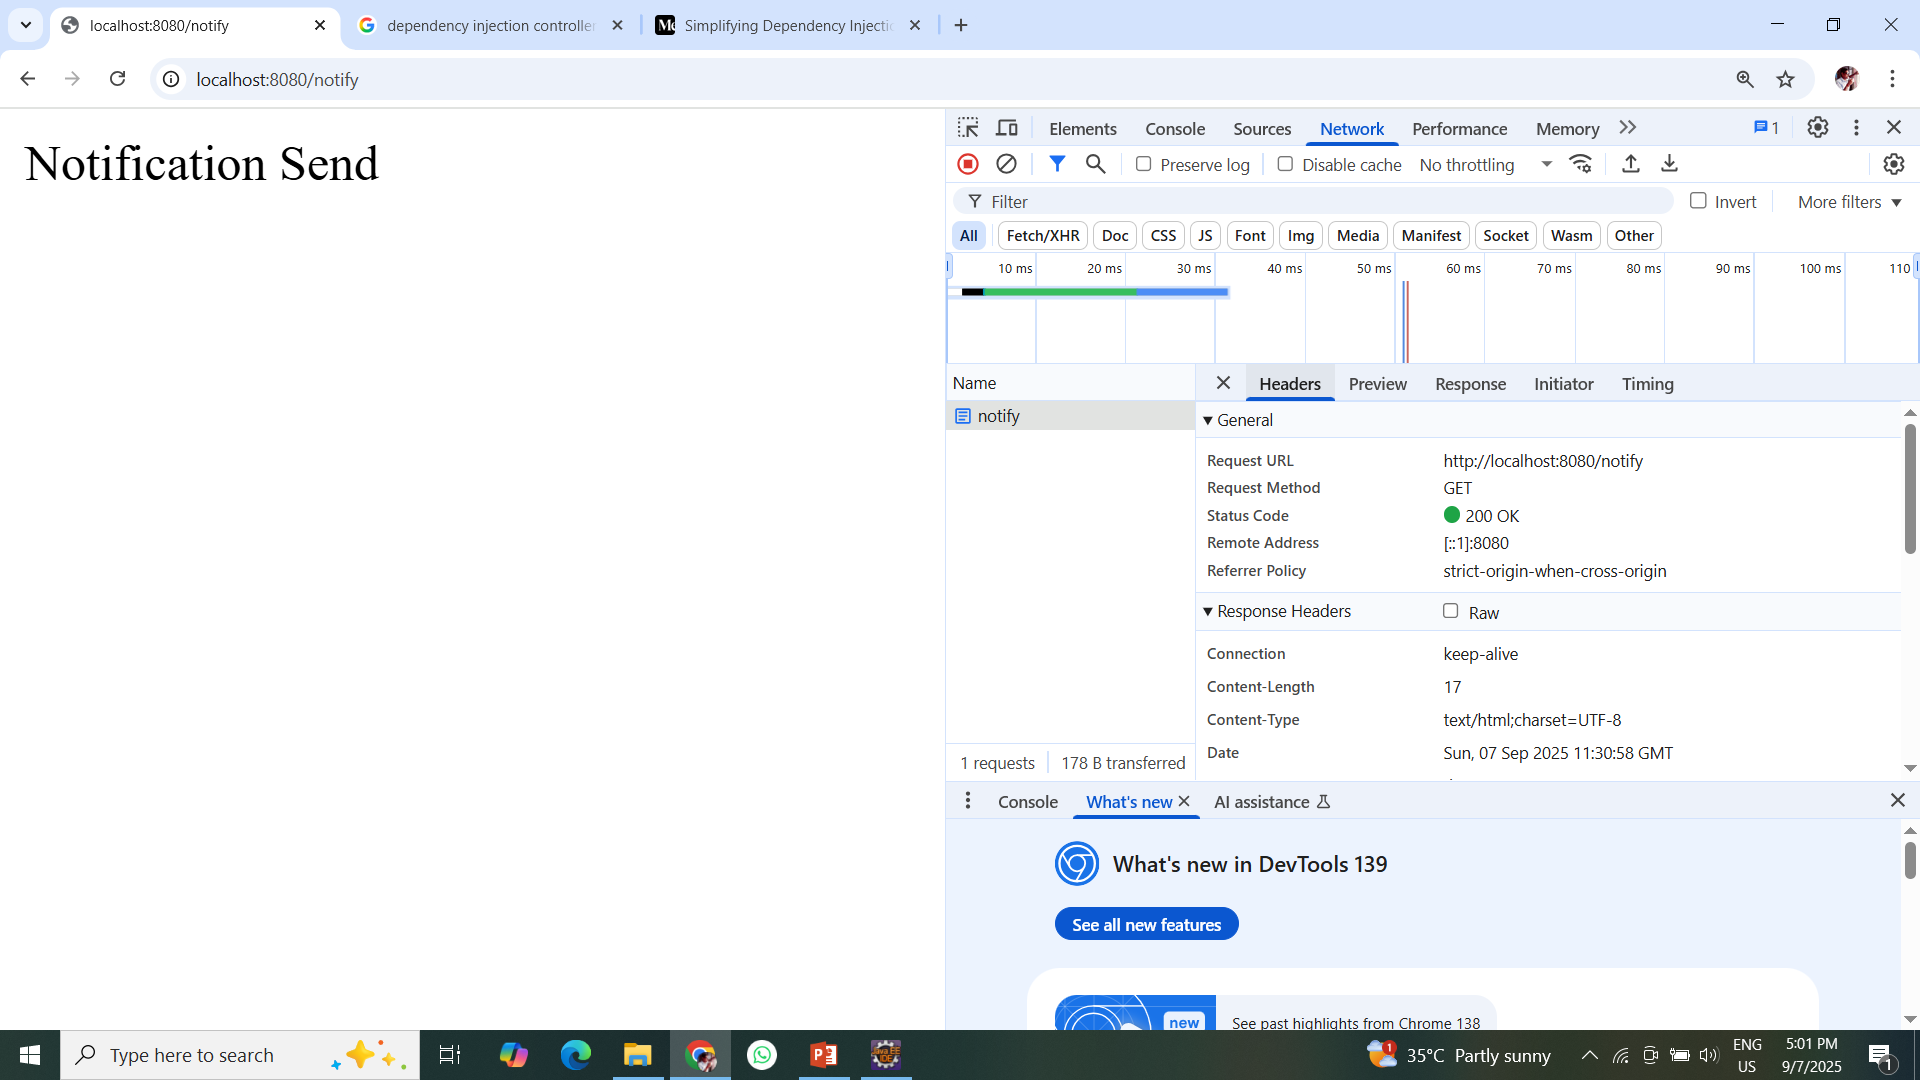 localhost:8080/notify
dependency injection controller
Simplifying Dependency Injecti
localhost:8080/notify
Notification Send
Elements Console Sources Network Performance Memory 1
Preserve log Disable cache No throttling
Filter Invert More filters
All Fetch/XHR Doc CSS JS Font Img Media Manifest Socket Wasm Other
10 ms 20 ms 30 ms 40 ms 50 ms 60 ms 70 ms 80 ms 90 ms 100 ms 110
Name
notify
1 requests 178 B transferred
Headers Preview Response Initiator Timing
General
Request URL http://localhost:8080/notify
Request Method GET
Status Code 200 OK
Remote Address [::1]:8080
Referrer Policy strict-origin-when-cross-origin
Response Headers Raw
Connection keep-alive
Content-Length 17
Content-Type text/html;charset=UTF-8
Date Sun, 07 Sep 2025 11:30:58 GMT
Console What's new AI assistance
What's new in DevTools 139
See all new features
new
See past highlights from Chrome 138
Type here to search
Java EE
IDE
1
35°C Partly sunny
ENG
US
5:01 PM
9/7/2025
1